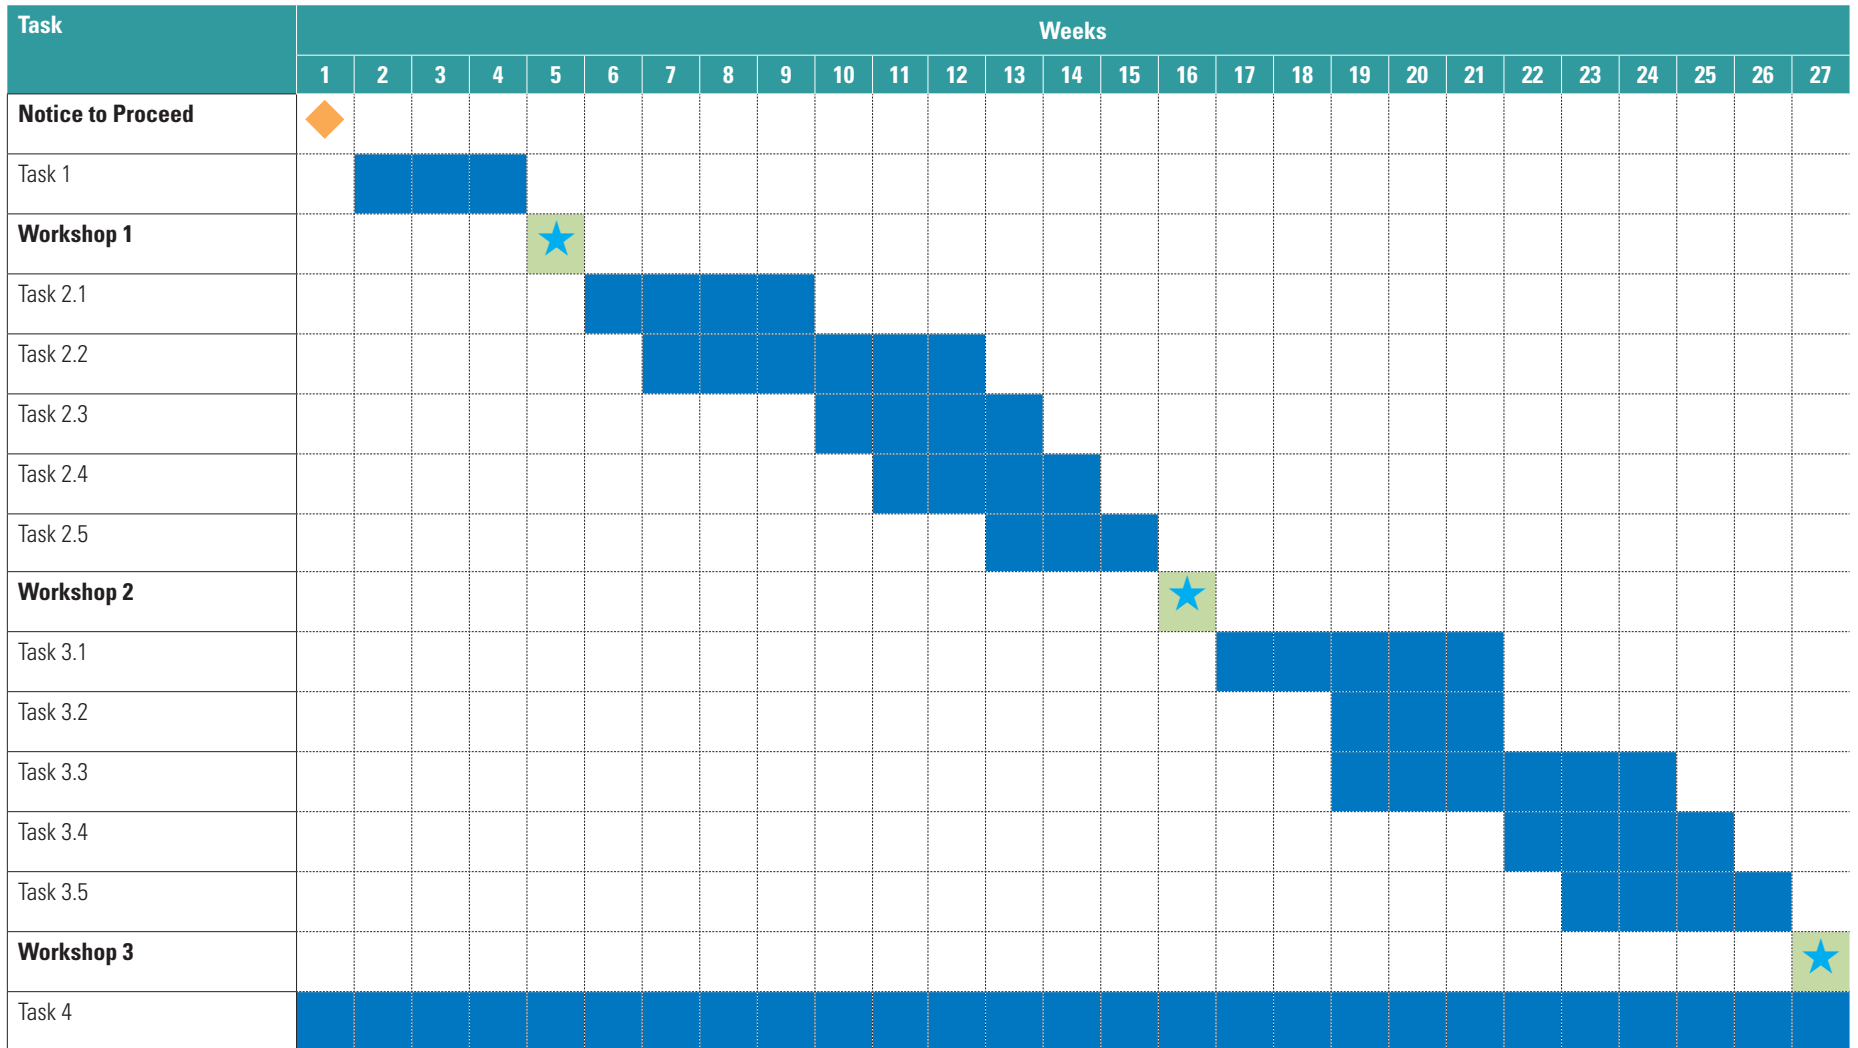 Task
Weeks
1 2 3 4 5 6 7 8 9 10 11 12 13 14 15 16 17 18 19 20 21 22 23 24 25 26 27
Notice to Proceed
Task 1
Workshop 1
Task 2.1
Task 2.2
Task 2.3
Task 2.4
Task 2.5
Workshop 2
Task 3.1
Task 3.2
Task 3.3
Task 3.4
Task 3.5
Workshop 3
Task 4